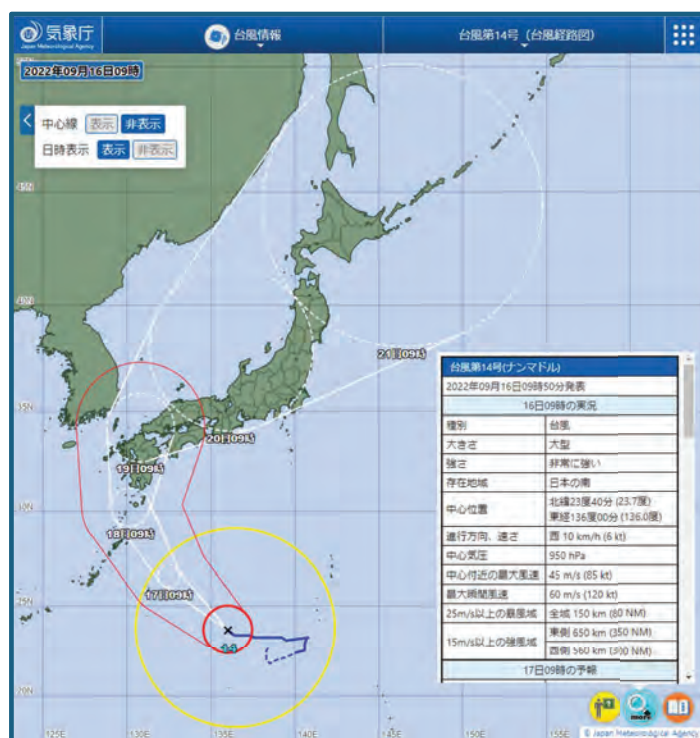 気象庁
Japan Meteorological Agency
台風情報
台風第14号（台風経路図）
2022年09月16日09時
中心線 表示 非表示
日時表示 表示 非表示
45N
40N
21日09時
35N
20日09時
19日09時
30N
18日09時
17日09時
25N
14
20N
125E
130E
135E
140E
145E
150E
155E
台風第14号(ナンマドル)
2022年09月16日09時50分発表
16日09時の実況
種別 台風
大きさ 大型
強さ 非常に強い
存在地域 日本の南
中心位置 北緯23度40分 (23.7度)
東経136度00分 (136.0度)
進行方向、速さ 西 10 km/h (6 kt)
中心気圧 950 hPa
中心付近の最大風速 45 m/s (85 kt)
最大瞬間風速 60 m/s (120 kt)
25m/s以上の暴風域 全域 150 km (80 NM)
15m/s以上の強風域 東側 650 km (350 NM)
西側 560 km (300 NM)
17日09時の予報
more
© Japan Meteorological Agency